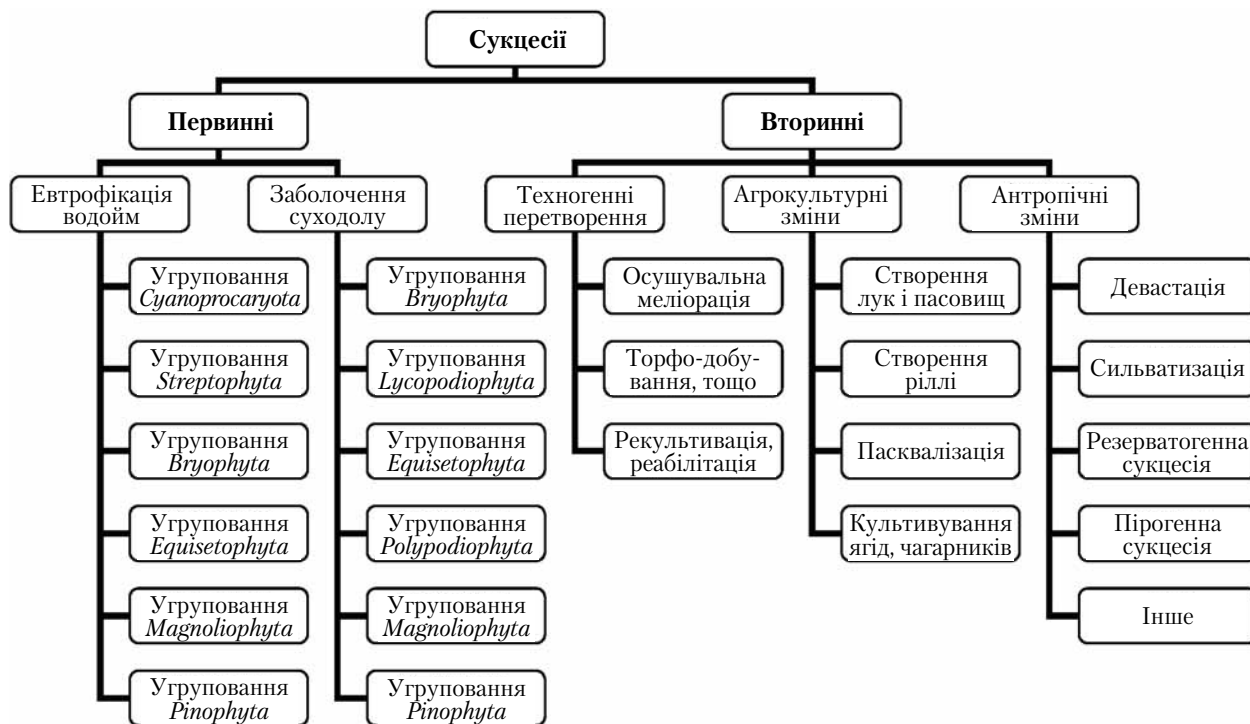 Сукцесії
Первинні
Вторинні
Евтрофікація
водойм
Заболочення
суходолу
Техногенні
перетворення
Агрокультурні
зміни
Антропічні
зміни
Угруповання
Cyanoprocaryota
Угруповання
Streptophyta
Угруповання
Bryophyta
Угруповання
Equisetophyta
Угруповання
Magnoliophyta
Угруповання
Pinophyta
Угруповання
Bryophyta
Угруповання
Lycopodiophyta
Угруповання
Equisetophyta
Угруповання
Polypodiophyta
Угруповання
Magnoliophyta
Угруповання
Pinophyta
Осушувальна
меліорація
Торфо-добу-
вання, тощо
Рекультивація,
реабілітація
Створення
лук і пасовищ
Створення
ріллі
Пасквалізація
Культивування
ягід, чагарників
Девастація
Сильватизація
Резерватогенна
сукцесія
Пірогенна
сукцесія
Інше